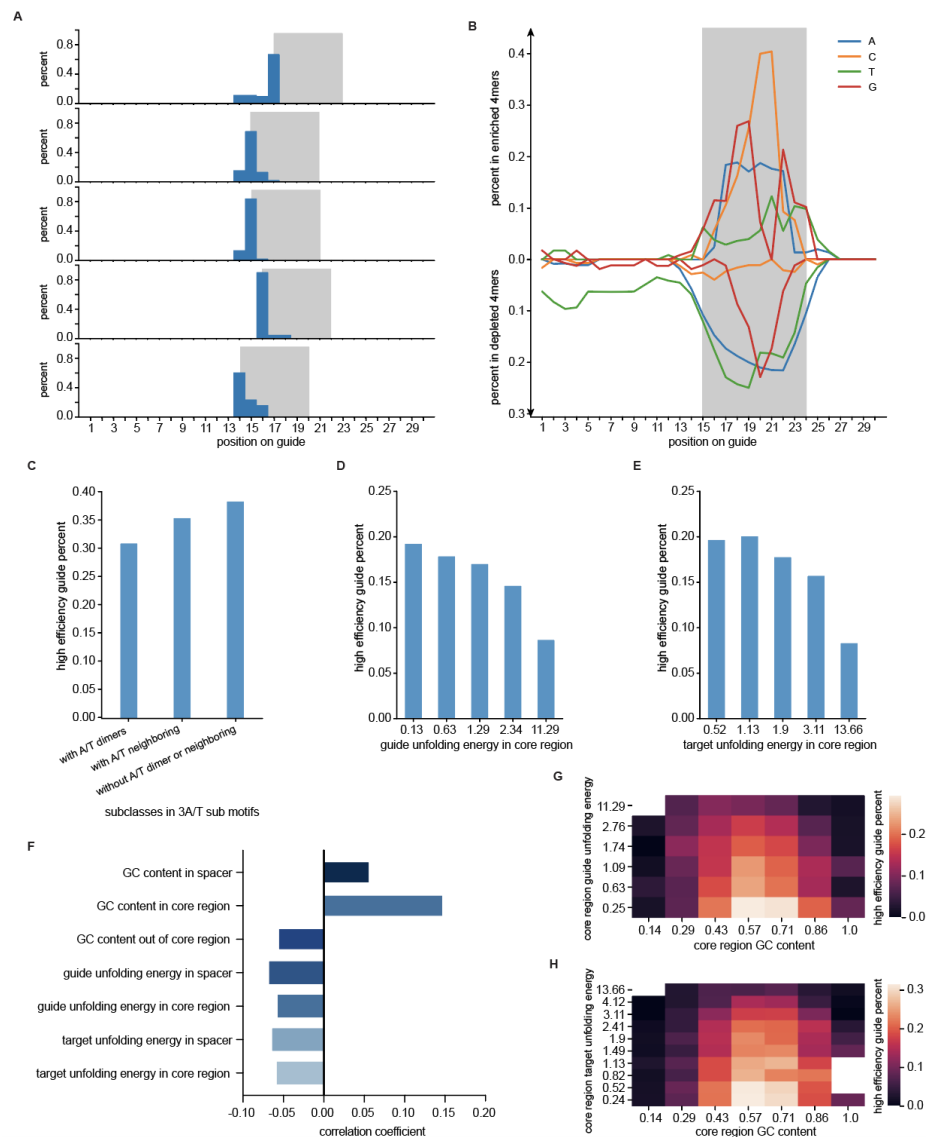 A
percent
0.8
0.4
0.0
percent
0.8
0.4
0.0
percent
0.8
0.4
0.0
percent
0.8
0.4
0.0
percent
0.8
0.4
0.0
1 3 5 7 9 11 13 15 17 19 21 23 25 27 29
position on guide
B
percent in enriched 4mers
percent in depleted 4mers
0.4
0.3
0.2
0.1
0.0
0.1
0.2
0.3
A
C
T
G
1 3 5 7 9 11 13 15 17 19 21 23 25 27 29
position on guide
C
high efficiency guide percent
0.40
0.35
0.30
0.25
0.20
0.15
0.10
0.05
0.00
with A/T dimers
with A/T neighboring
without A/T dimer or neighboring
subclasses in 3A/T sub motifs
D
high efficiency guide percent
0.25
0.20
0.15
0.10
0.05
0.00
0.13 0.63 1.29 2.34 11.29
guide unfolding energy in core region
E
high efficiency guide percent
0.25
0.20
0.15
0.10
0.05
0.00
0.52 1.13 1.9 3.11 13.66
target unfolding energy in core region
F
GC content in spacer
GC content in core region
GC content out of core region
guide unfolding energy in spacer
guide unfolding energy in core region
target unfolding energy in spacer
target unfolding energy in core region
-0.10 -0.05 0.00 0.05 0.10 0.15 0.20
correlation coefficient
G
core region guide unfolding energy
11.29
2.76
1.74
1.09
0.63
0.25
0.14 0.29 0.43 0.57 0.71 0.86 1.0
core region GC content
high efficiency guide percent
0.2
0.1
0.0
H
core region target unfolding energy
13.66
4.12
3.11
2.41
1.9
1.49
1.13
0.82
0.52
0.24
0.14 0.29 0.43 0.57 0.71 0.86 1.0
core region GC content
high efficiency guide percent
0.3
0.2
0.1
0.0